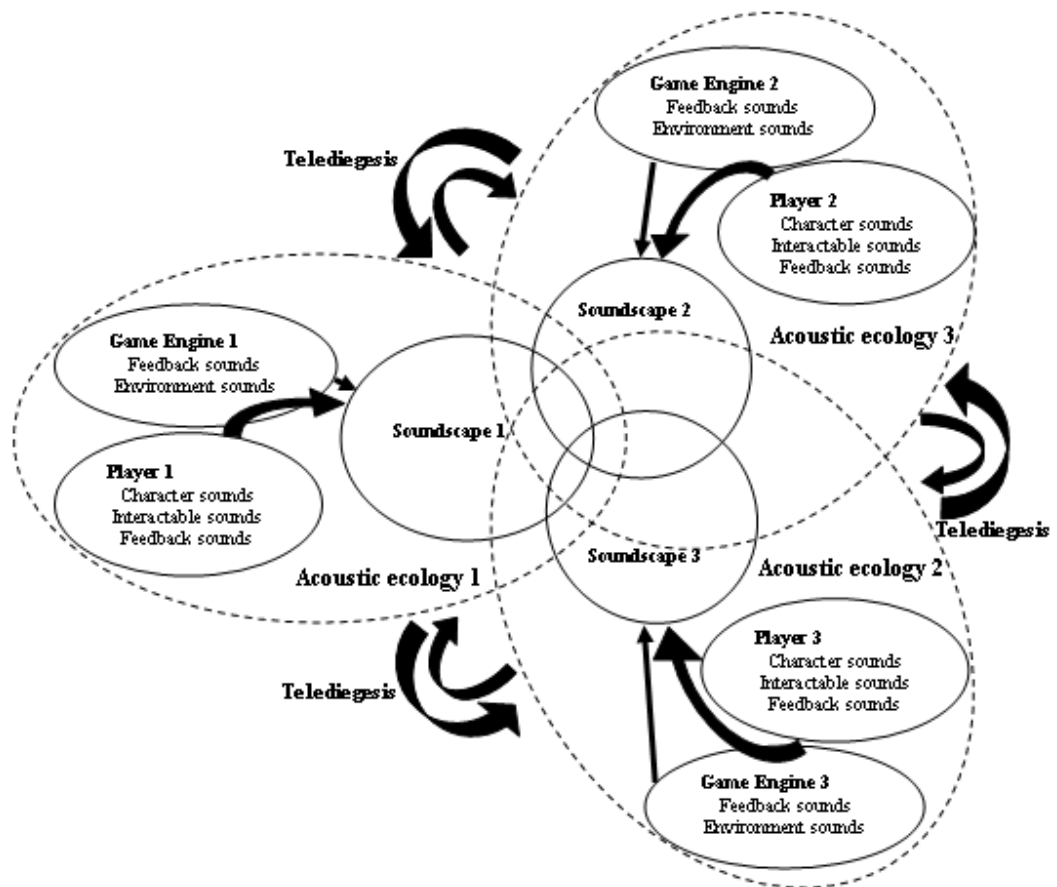 Game Engine 2
Feedback sounds
Environment sounds
Telediegesis
Player 2
Character sounds
Interactable sounds
Feedback sounds
Soundscape 2
Acoustic ecology 3
Game Engine 1
Feedback sounds
Environment sounds
Soundscape 1
Player 1
Character sounds
Interactable sounds
Feedback sounds
Telediegesis
Soundscape 3
Acoustic ecology 2
Acoustic ecology 1
Player 3
Character sounds
Interactable sounds
Feedback sounds
Telediegesis
Game Engine 3
Feedback sounds
Environment sounds